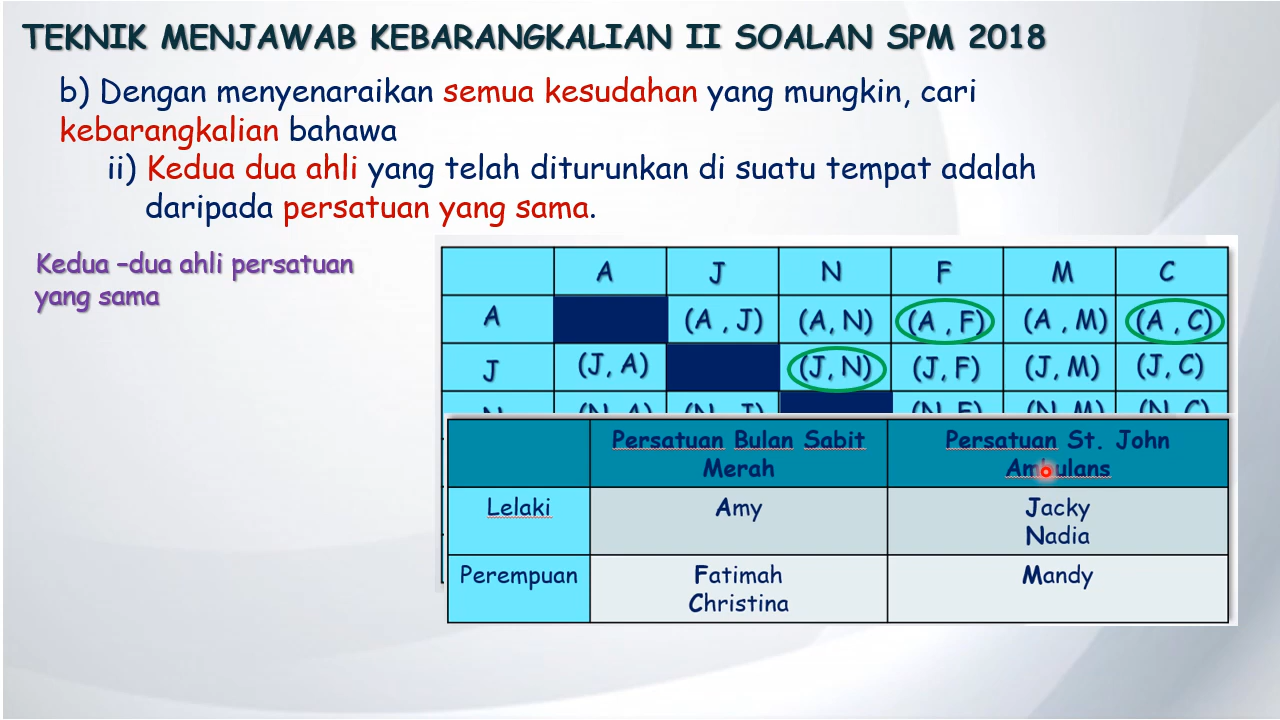 TEKNIK MENJAWAB KEBARANGKALIAN II SOALAN SPM 2018
b) Dengan menyenaraikan semua kesudahan yang mungkin, cari
kebarangkalian bahawa
ii) Kedua dua ahli yang telah diturunkan di suatu tempat adalah
daripada persatuan yang sama.
Kedua –dua ahli persatuan
yang sama
A J N F M C
A (A , J) (A, N) (A , F) (A , M) (A , C)
J (J, A) (J, N) (J, F) (J, M) (J, C)
N (N, A) (N, J) (N, F) (N, M) (N, C)
Persatuan Bulan Sabit Persatuan St. John
Merah Ambulans
Lelaki Amy Jacky
Nadia
Perempuan Fatimah Mandy
Christina